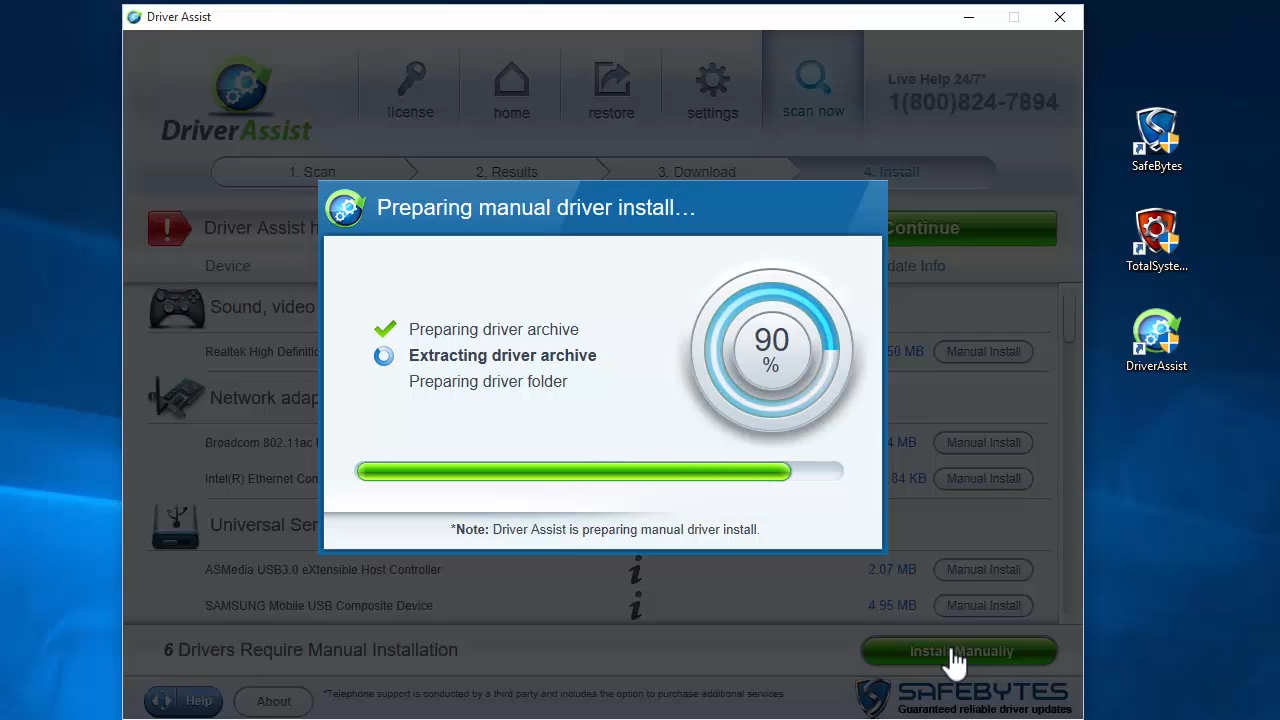 Driver Assist
DriverAssist
license
home
restore
settings
scan now
Live Help 24/7*
1(800)824-7894
1. Scan
2. Results
3. Download
4. Install
Preparing manual driver install…
! Driver Assist h
Continue
Device
date Info
Sound, video
Realtek High Definitio
50 MB
Manual Install
Network adap
Broadcom 802.11ac
4 MB
Manual Install
Intel(R) Ethernet Con
84 KB
Manual Install
Universal Ser
Preparing driver archive
Extracting driver archive
Preparing driver folder
90
%
*Note: Driver Assist is preparing manual driver install.
ASMedia USB3.0 eXtensible Host Controller
i
2.07 MB
Manual Install
SAMSUNG Mobile USB Composite Device
i
4.95 MB
Manual Install
6 Drivers Require Manual Installation
Install Manually
Help
About
*Telephone support is conducted by a third party and includes the option to purchase additional services
SAFEBYTES
Guaranteed reliable driver updates
SafeBytes
TotalSyste...
DriverAssist